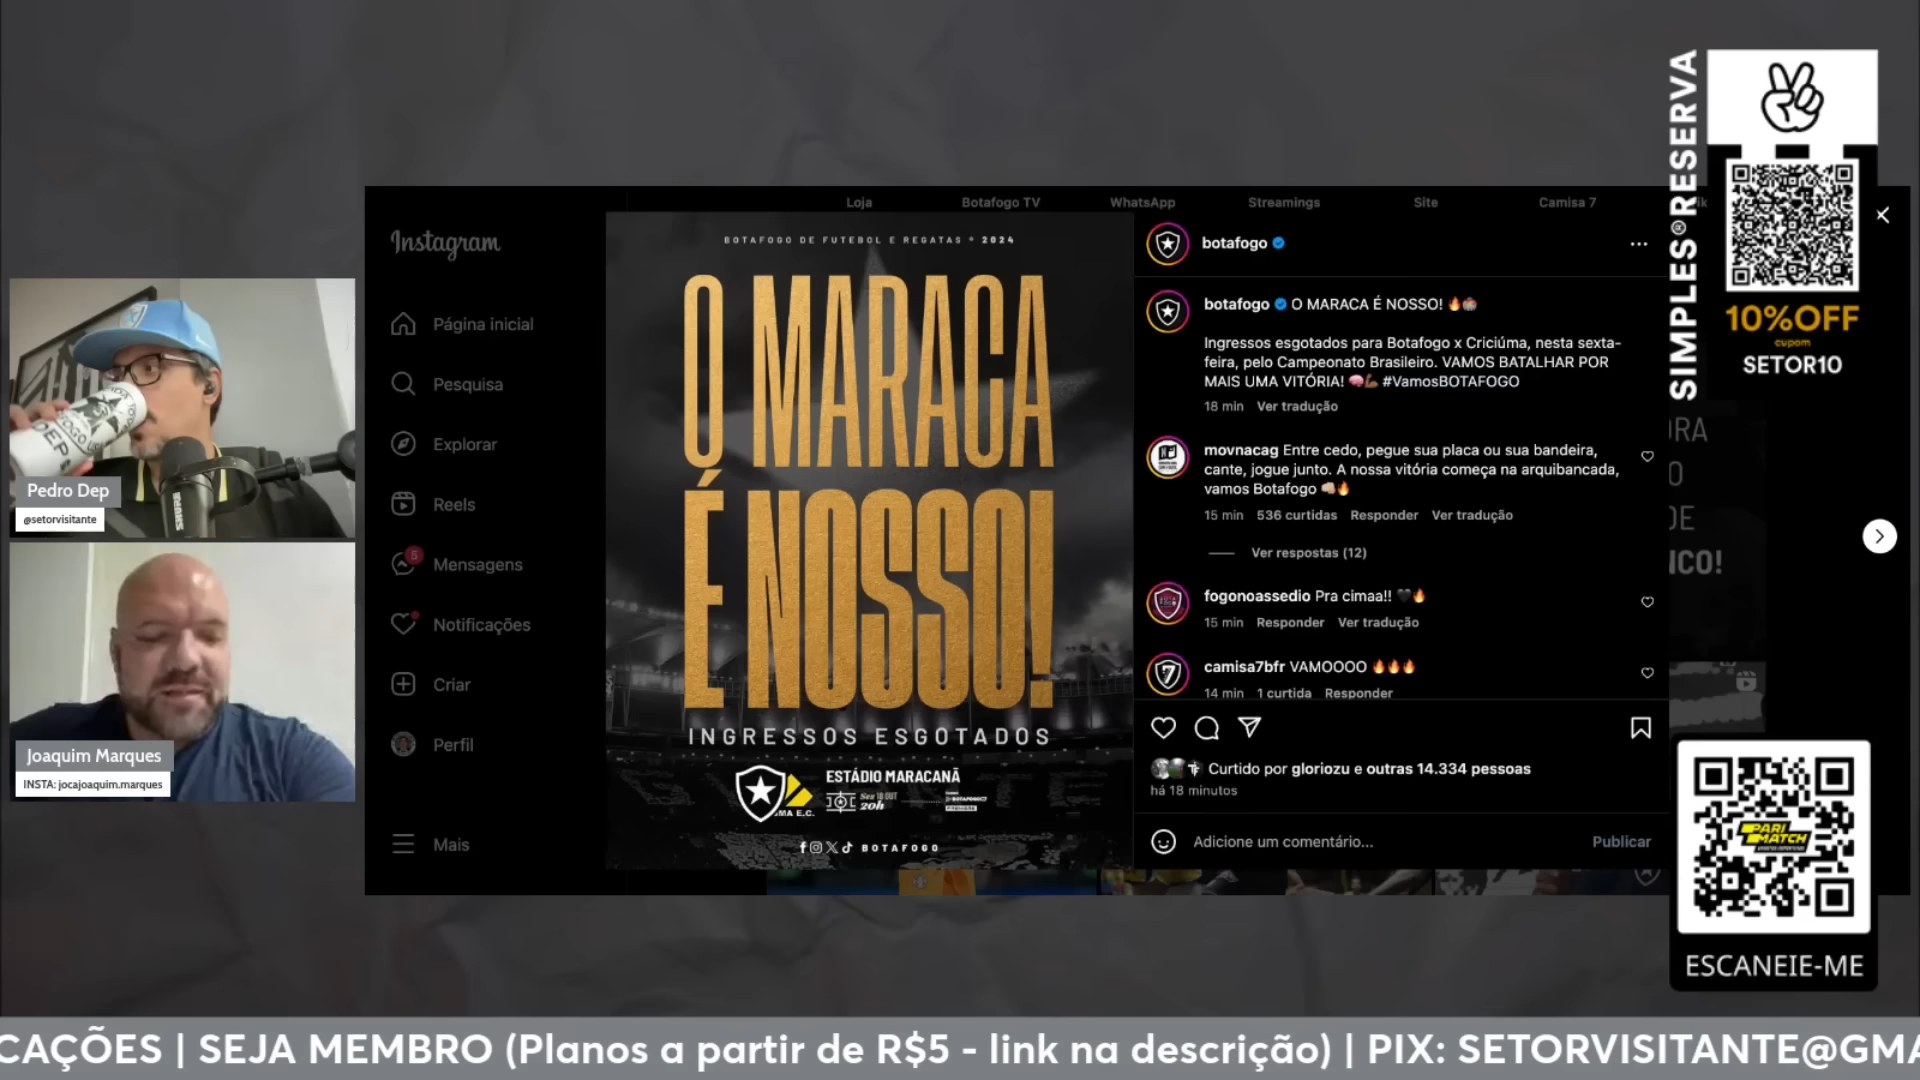 Pedro Dep
@setorvisitante
Joaquim Marques
INSTA: jocajoaquim.marques
Loja
Botafogo TV
WhatsApp
Streamings
Site
Camisa 7
Instagram
Página inicial
Pesquisa
Explorar
Reels
5
Mensagens
Notificações
Criar
Perfil
Mais
BOTAFOGO DE FUTEBOL E REGATAS * 2024
O MARACA
É NOSSO!
INGRESSOS ESGOTADOS
ESTÁDIO MARACANÃ
Sex 18 OUT
20h
BOTAFOGO
botafogo
...
botafogo O MARACA É NOSSO! 🔥🏟️
Ingressos esgotados para Botafogo x Criciúma, nesta sexta-
feira, pelo Campeonato Brasileiro. VAMOS BATALHAR POR
MAIS UMA VITÓRIA! 🧠💪🏿 #VamosBOTAFOGO
18 min Ver tradução
movnacag Entre cedo, pegue sua placa ou sua bandeira,
cante, jogue junto. A nossa vitória começa na arquibancada,
vamos Botafogo 👊🏼🔥
15 min 536 curtidas Responder Ver tradução
Ver respostas (12)
fogonoassedio Pra cimaa!! 🖤🔥
15 min Responder Ver tradução
camisa7bfr VAMOOOO 🔥🔥🔥
14 min 1 curtida Responder
Curtido por gloriozu e outras 14.334 pessoas
há 18 minutos
Adicione um comentário...
Publicar
SIMPLES®RESERVA
10%OFF
cupom
SETOR10
NCO!
PARI
MATCH
ESCANEIE-ME
CAÇÕES | SEJA MEMBRO (Planos a partir de R$5 - link na descrição) | PIX: SETORVISITANTE@GMA